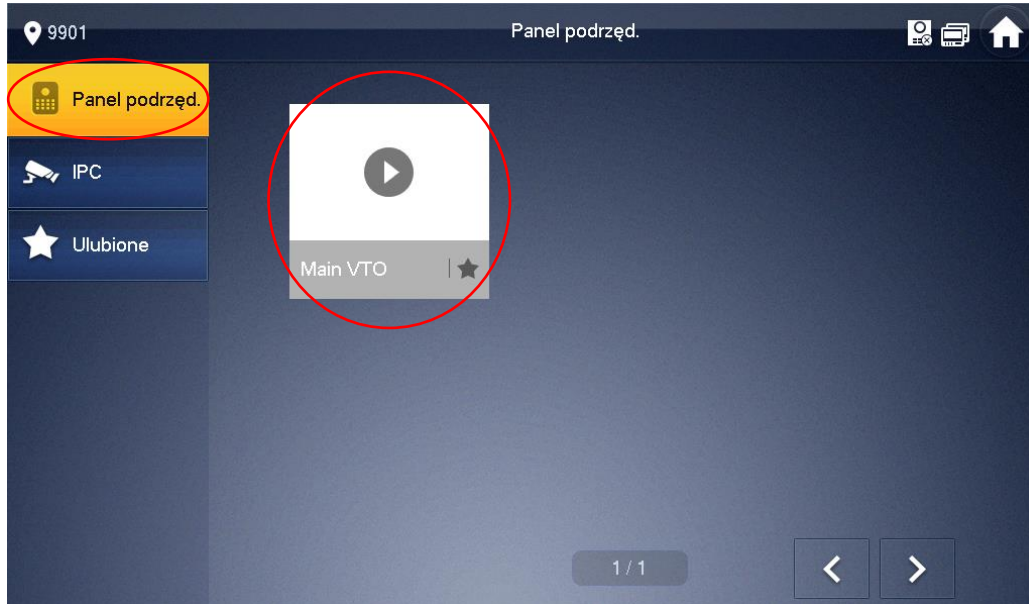 9901
Panel podrzęd.
Panel podrzęd.
IPC
Ulubione
Main VTO
1/1